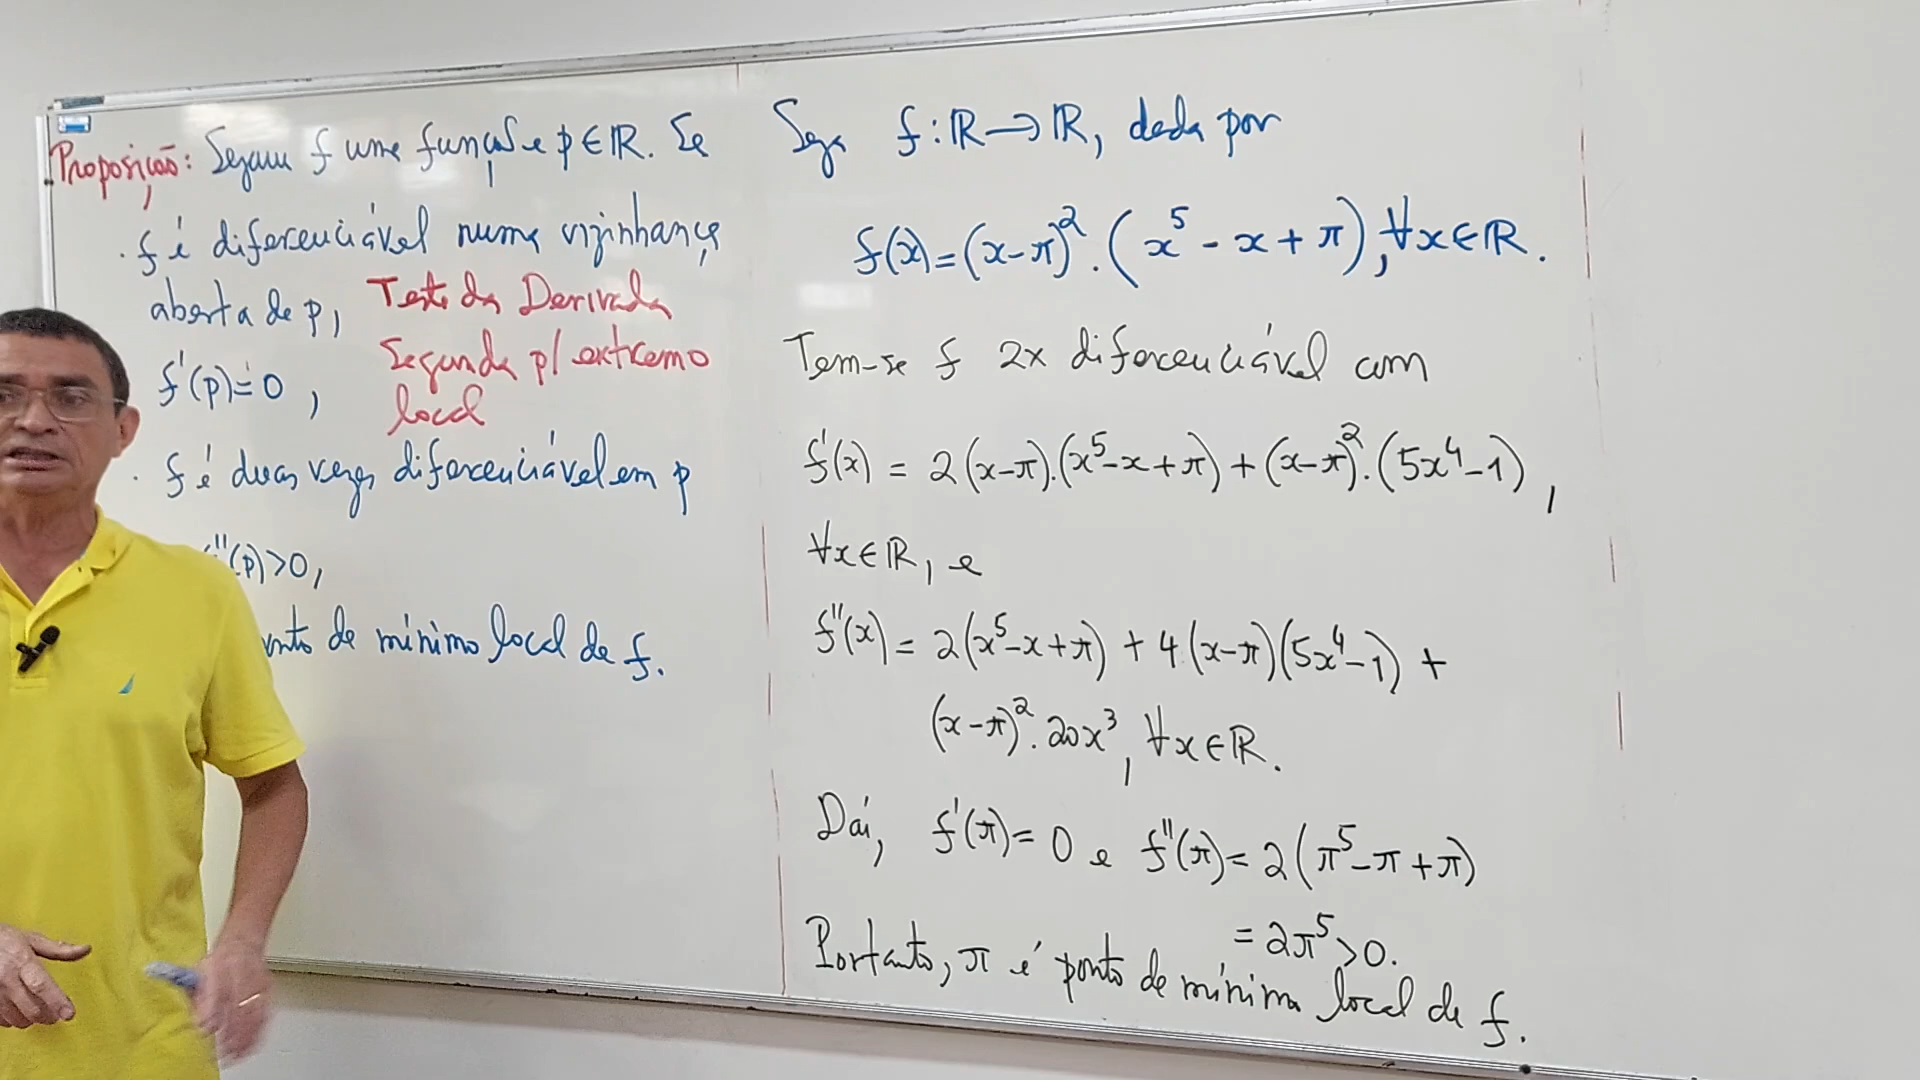 Proposição: Sejam f uma função e p∈ℝ. Se
· f é diferenciável numa vizinhança
aberta de p,
f'(p)=0,
Teste da Derivada
Segunda p/ extremo
local
· f é duas vezes diferenciável em p
"(p)>0,
nto de mínimo local de f.
Seja f:ℝ→ℝ, dada por
f(x)=(x-π)²·(x⁵-x+π), ∀x∈ℝ.
Tem-se f 2x diferenciável com
f'(x) = 2(x-π).(x⁵-x+π)+(x-π)².(5x⁴-1),
∀x∈ℝ, e
f''(x) = 2(x⁵-x+π) + 4.(x-π)(5x⁴-1) +
(x-π)². 20x³, ∀x∈ℝ.
Daí, f'(π)=0 e f''(π)=2(π⁵-π+π)
= 2π⁵>0.
Portanto, π é ponto de mínimo local de f.